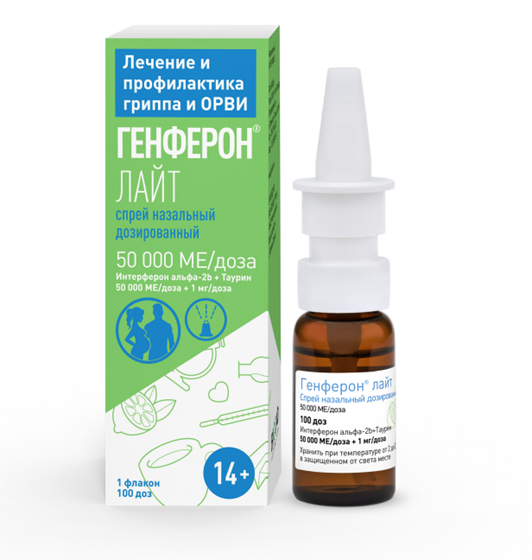 Лечение и
профилактика
гриппа и ОРВИ
ГЕНФЕРОН®
ЛАЙТ
спрей назальный
дозированный
50 000 МЕ/доза
Интерферон альфа-2b + Таурин
50 000 МЕ/доза + 1 мг/доза
14+
1 флакон
100 доз
Генферон® лайт
Спрей назальный
50 000 МЕ/доза
100 доз
Интерферон альфа-2b+Таурин
50 000 МЕ/доза + 1 мг/доза
Хранить при температуре от 2
в защищенном от света месте